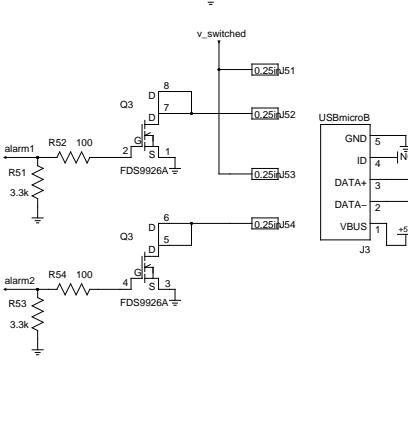 v_switched
0.25in J51
8
D
Q3
7
D
0.25in J52
USBmicroB
GND 5
alarm1
R52 100
G
2
S 1
ID 4
R51
3.3k
FDS9926A
0.25in J53
DATA+ 3
DATA− 2
6
D
0.25in J54
VBUS 1
+5
Q3
5
D
J3
alarm2
R54 100
G
4
S 3
R53
FDS9926A
3.3k